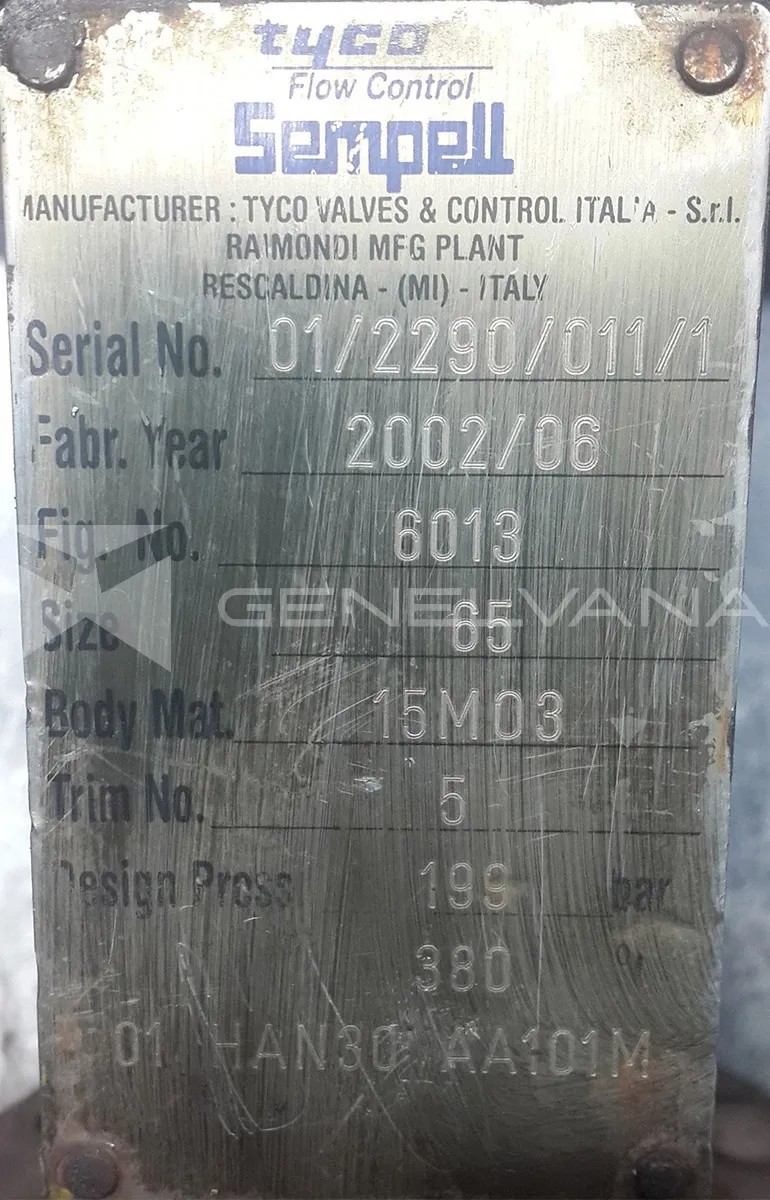 tyco
Flow Control
Sempell
MANUFACTURER : TYCO VALVES & CONTROL ITALIA - S.r.l.
RAIMONDI MFG PLANT
RESCALDINA - (MI) - ITALY
Serial No. 01/2290/011/1
Fabr. Year 2002/06
Fig. No. 6013
GENELVANA
Size 65
Body Mat. 15MO3
Trim No. 5
Design Press. 199 bar
380
01 HAN30 AA101M